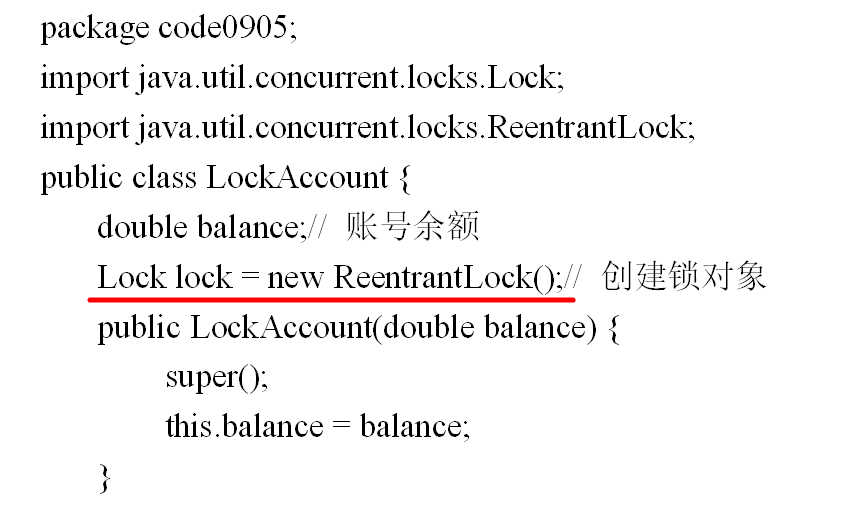 package code0905;
import java.util.concurrent.locks.Lock;
import java.util.concurrent.locks.ReentrantLock;
public class LockAccount {
double balance;// 账号余额
Lock lock = new ReentrantLock();// 创建锁对象
public LockAccount(double balance) {
super();
this.balance = balance;
}